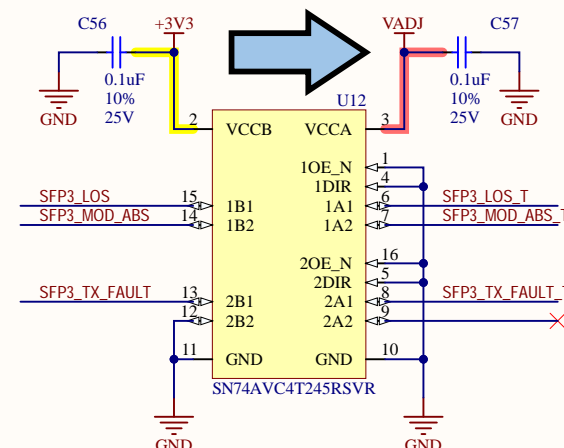 C56 +3V3 VADJ C57
0.1uF 0.1uF
10% 10%
25V 25V
GND U12 GND
2 VCCB VCCA 3
1OE_N 1
1DIR 4
SFP3_LOS 15 1B1 1A1 6 SFP3_LOS_T
SFP3_MOD_ABS 14 1B2 1A2 7 SFP3_MOD_ABS_T
2OE_N 16
2DIR 5
SFP3_TX_FAULT 13 2B1 2A1 8 SFP3_TX_FAULT_T
12 2B2 2A2 9
11 GND GND 10
SN74AVC4T245RSVR
GND GND